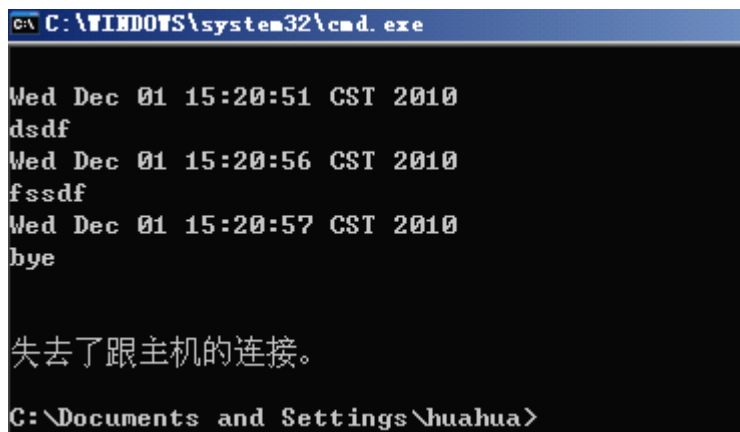 C:\WINDOWS\system32\cmd.exe
Wed Dec 01 15:20:51 CST 2010
dsdf
Wed Dec 01 15:20:56 CST 2010
fssdf
Wed Dec 01 15:20:57 CST 2010
bye
失去了跟主机的连接。
C:\Documents and Settings\huahua>